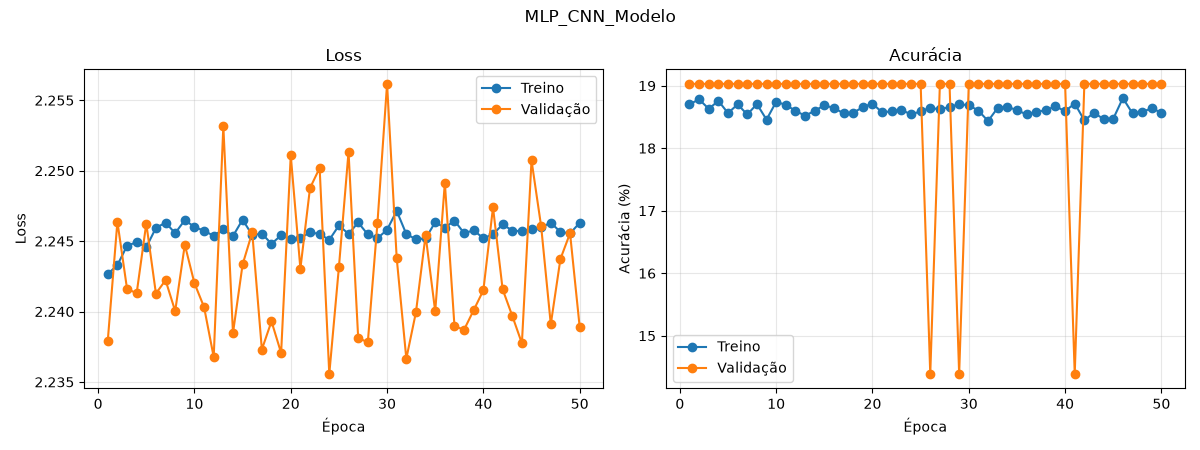 MLP_CNN_Modelo
Loss
2.255
2.250
2.245
2.240
2.235
Loss
0 10 20 30 40 50
Época
Treino
Validação
Acurácia
19
18
17
16
15
Acurácia (%)
0 10 20 30 40 50
Época
Treino
Validação